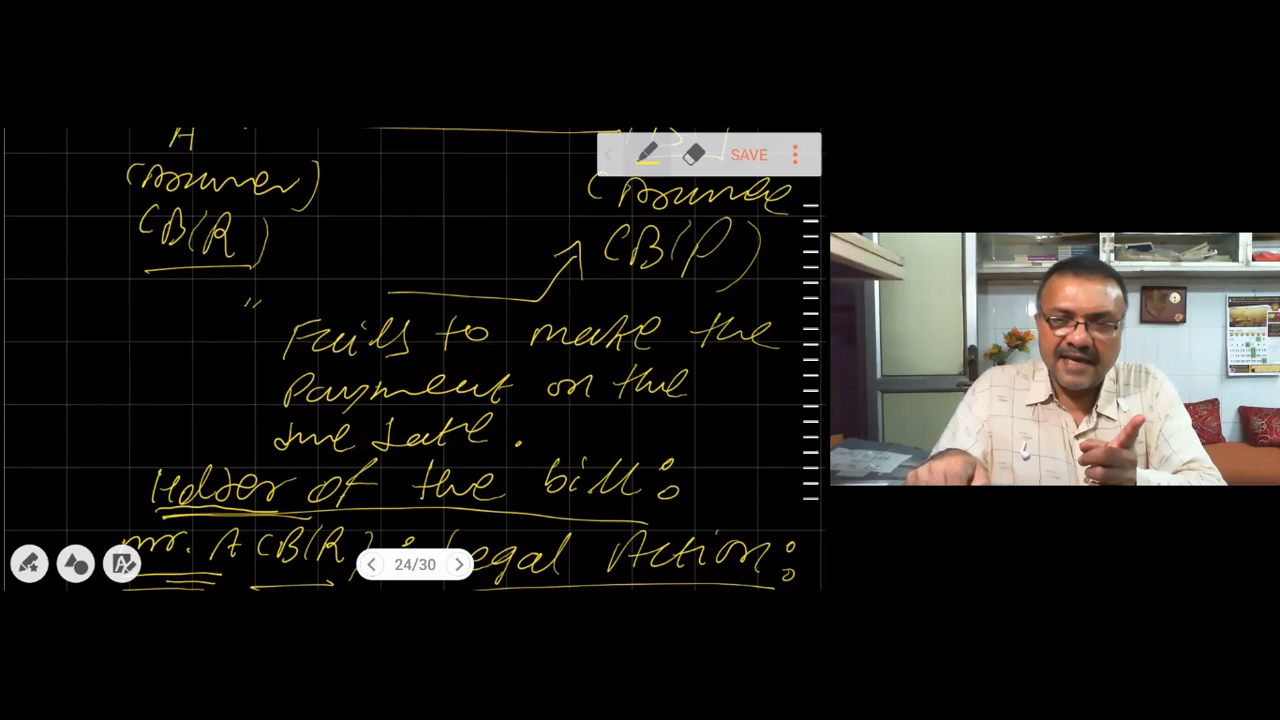 A
SAVE
(Drawer)
(Drawee
(B/R)
(B/P)
"
Fails to make the
payment on the
due date.
Holder of the bill:
Mr. A (B/R) : Legal Action:
24/30